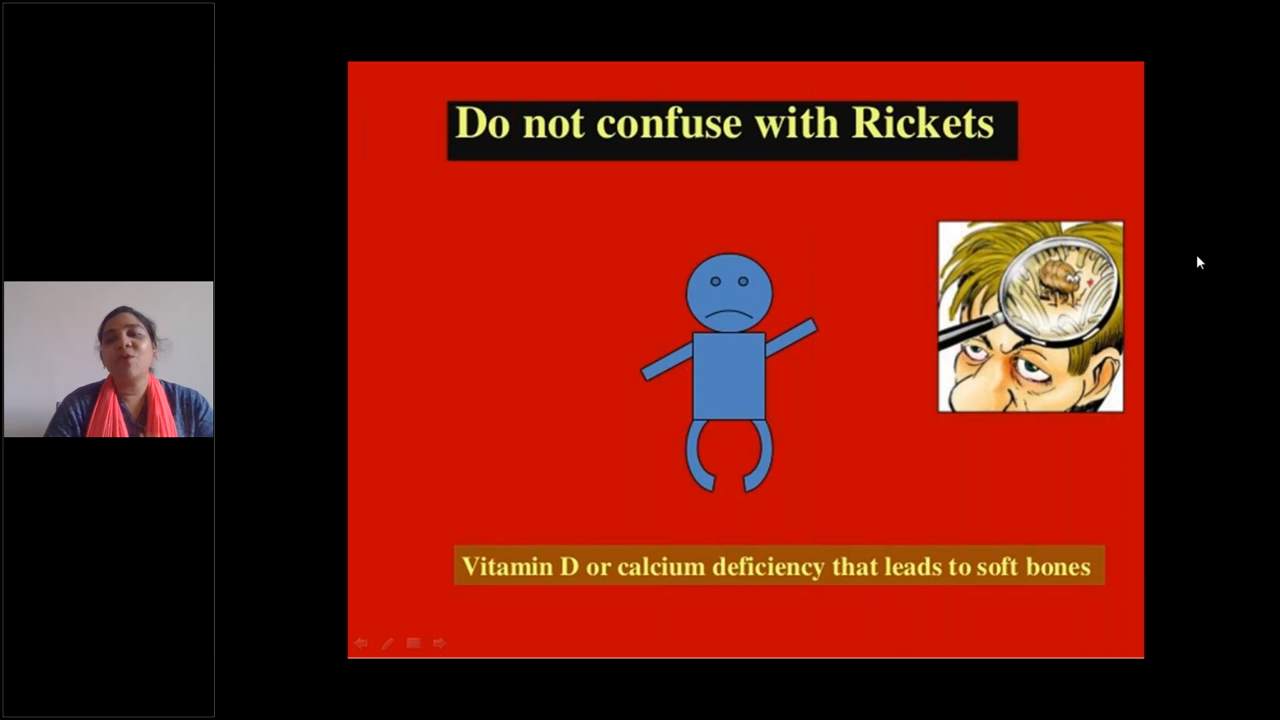 Do not confuse with Rickets
Vitamin D or calcium deficiency that leads to soft bones